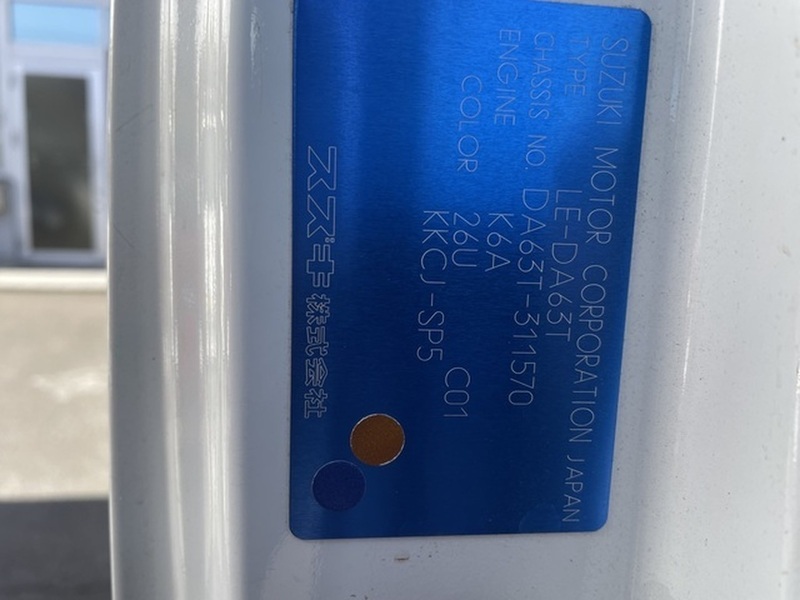 SUZUKI MOTOR CORPORATION JAPAN
TYPE LE-DA63T
CHASSIS NO. DA63T-311570
ENGINE K6A
COLOR 26U C01
KKCJ-SP5
スズキ株式会社